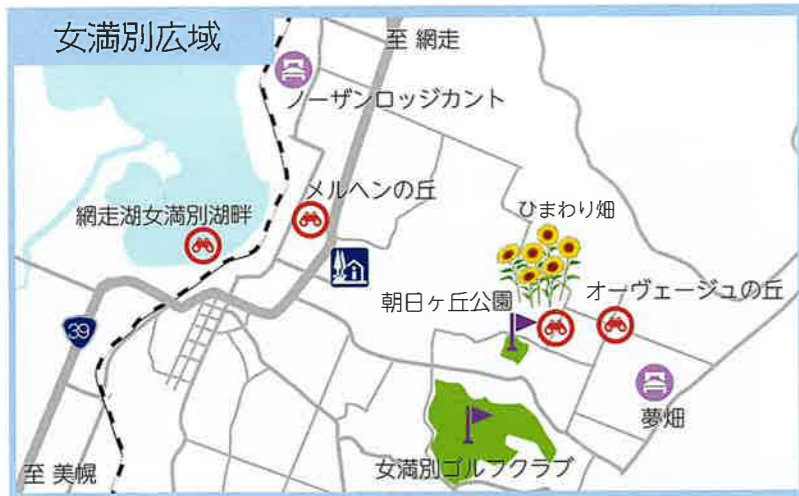 女満別広域
至 網走
ノーザンロッジカント
メルヘンの丘
網走湖女満別湖畔
ひまわり畑
オーヴェージュの丘
朝日ヶ丘公園
39
夢畑
女満別ゴルフクラブ
至 美幌